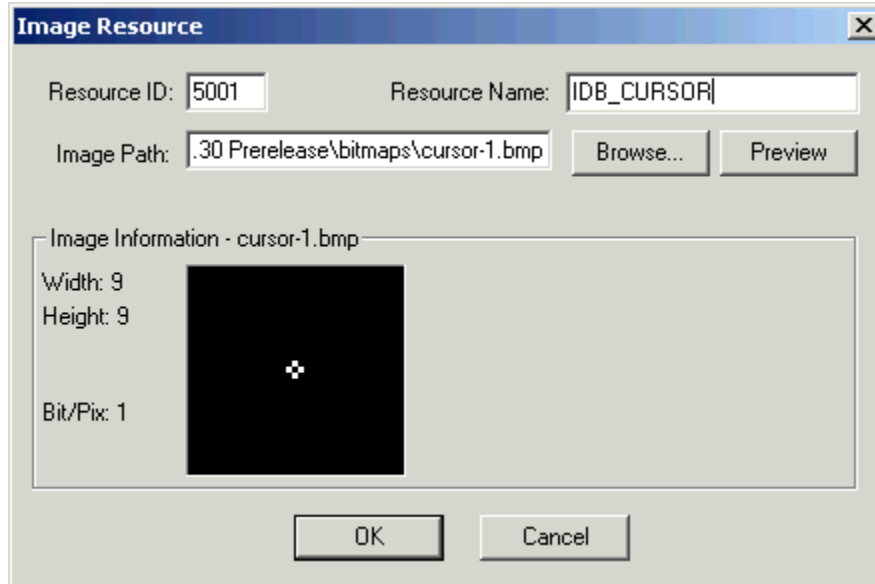 Image Resource
Resource ID: 5001 Resource Name: IDB_CURSOR
Image Path: .30 Prerelease\bitmaps\cursor-1.bmp Browse... Preview
Image Information - cursor-1.bmp
Width: 9
Height: 9
Bit/Pix: 1
OK Cancel